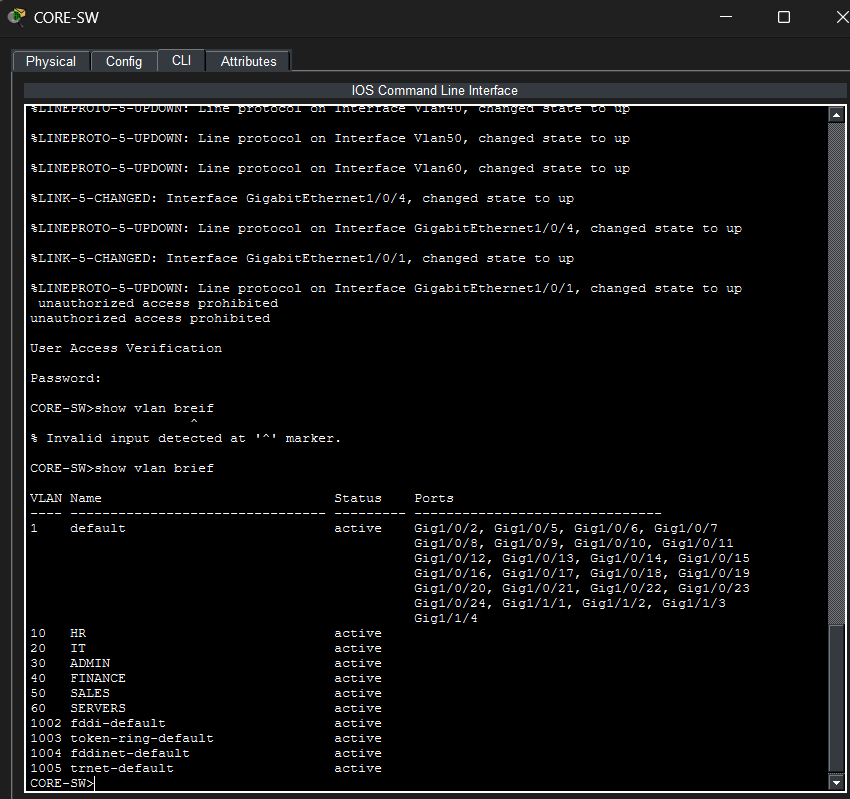 CORE-SW
Physical Config CLI Attributes
IOS Command Line Interface
%LINEPROTO-5-UPDOWN: Line protocol on Interface Vlan40, changed state to up
%LINEPROTO-5-UPDOWN: Line protocol on Interface Vlan50, changed state to up
%LINEPROTO-5-UPDOWN: Line protocol on Interface Vlan60, changed state to up
%LINK-5-CHANGED: Interface GigabitEthernet1/0/4, changed state to up
%LINEPROTO-5-UPDOWN: Line protocol on Interface GigabitEthernet1/0/4, changed state to up
%LINK-5-CHANGED: Interface GigabitEthernet1/0/1, changed state to up
%LINEPROTO-5-UPDOWN: Line protocol on Interface GigabitEthernet1/0/1, changed state to up
 unauthorized access prohibited
unauthorized access prohibited
User Access Verification
Password:
CORE-SW>show vlan breif
                    ^
% Invalid input detected at '^' marker.
CORE-SW>show vlan brief
VLAN Name                             Status    Ports
---- -------------------------------- --------- -------------------------------
1    default                          active    Gig1/0/2, Gig1/0/5, Gig1/0/6, Gig1/0/7
                                                Gig1/0/8, Gig1/0/9, Gig1/0/10, Gig1/0/11
                                                Gig1/0/12, Gig1/0/13, Gig1/0/14, Gig1/0/15
                                                Gig1/0/16, Gig1/0/17, Gig1/0/18, Gig1/0/19
                                                Gig1/0/20, Gig1/0/21, Gig1/0/22, Gig1/0/23
                                                Gig1/0/24, Gig1/1/1, Gig1/1/2, Gig1/1/3
                                                Gig1/1/4
10   HR                               active
20   IT                               active
30   ADMIN                            active
40   FINANCE                          active
50   SALES                            active
60   SERVERS                          active
1002 fddi-default                     active
1003 token-ring-default               active
1004 fddinet-default                  active
1005 trnet-default                    active
CORE-SW>